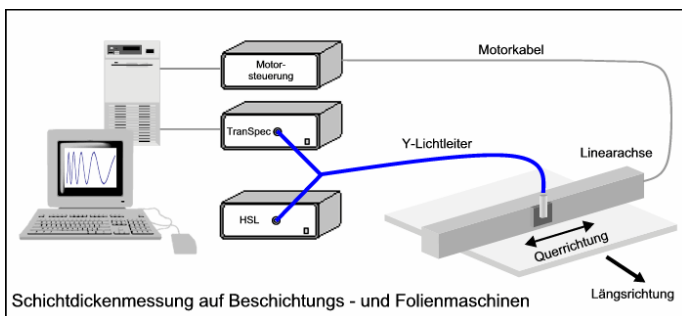 Motorkabel
Motor-
steuerung
TranSpec
Y-Lichtleiter
Linearachse
HSL
Querrichtung
Längsrichtung
Schichtdickenmessung auf Beschichtungs - und Folienmaschinen